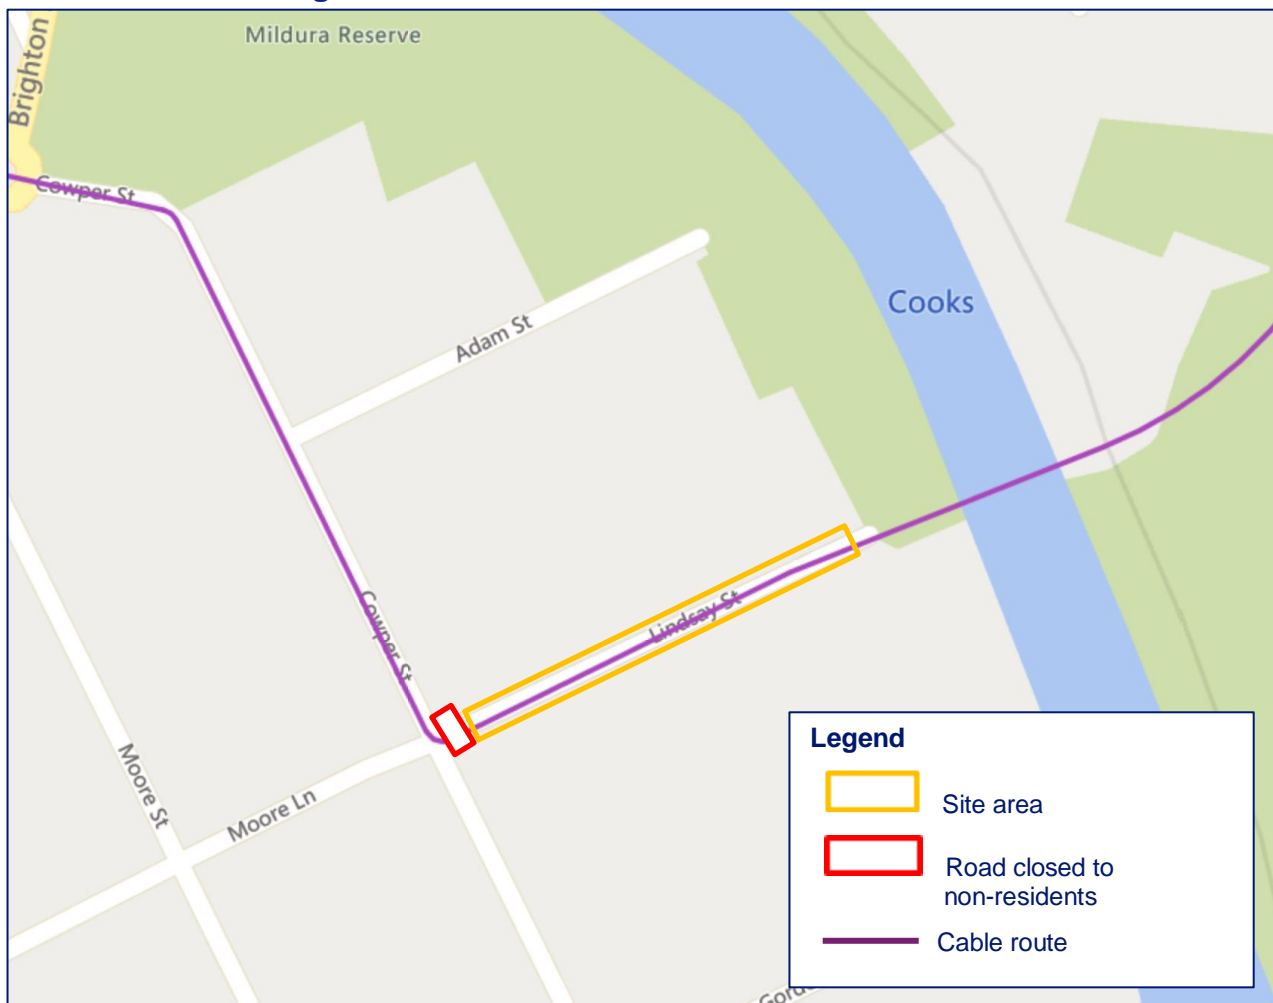 Mildura Reserve
Brighton
Cowper St
Cooks
Adam St
Cowper St
Lindsay St
Moore St
Moore Ln
Legend
Site area
Road closed to
non-residents
Cable route